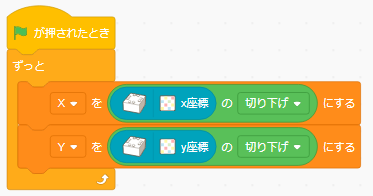 が押されたとき
ずっと
X を x座標 の 切り下げ にする
Y を y座標 の 切り下げ にする